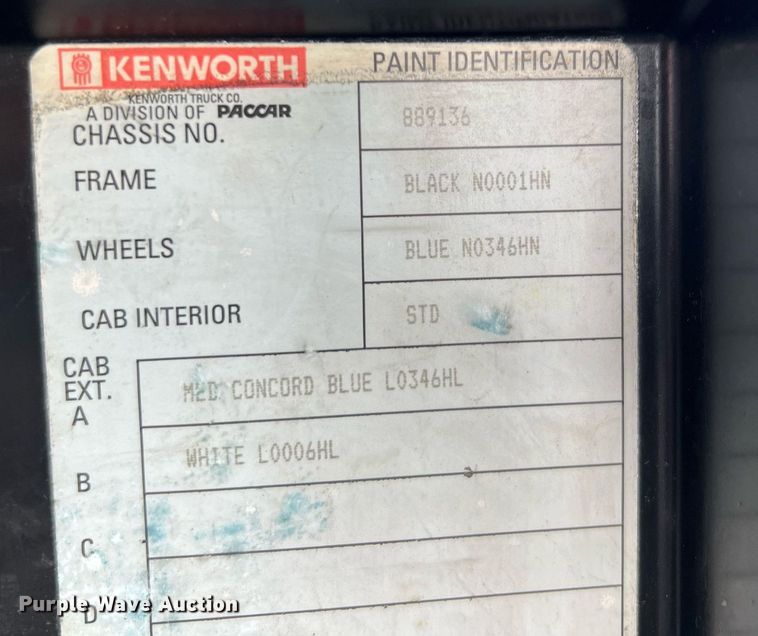 KENWORTH PAINT IDENTIFICATION
KENWORTH TRUCK CO.
A DIVISION OF PACCAR
CHASSIS NO. 889136
FRAME BLACK N0001HN
WHEELS BLUE N0346HN
CAB INTERIOR STD
CAB
EXT.
A MED CONCORD BLUE L0346HL
B WHITE L0006HL
C
D
Purple Wave Auction